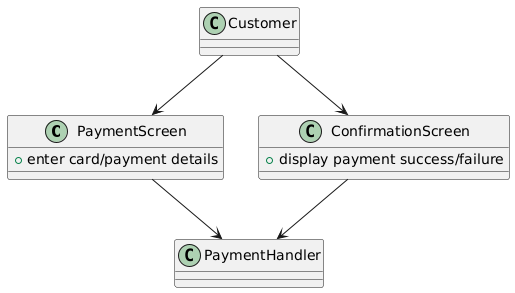 C Customer
C PaymentScreen
enter card/payment details
C ConfirmationScreen
display payment success/failure
C PaymentHandler